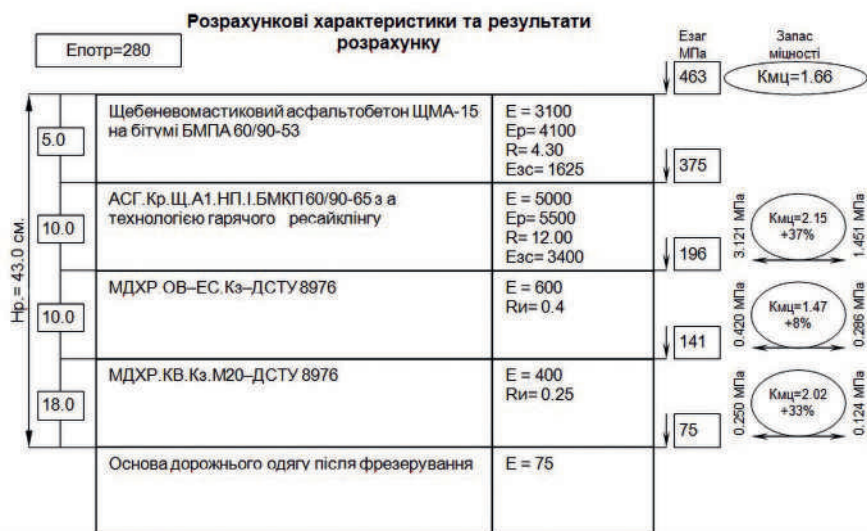 Розрахункові характеристики та результати
розрахунку
Епотр=280
Езаг
МПа
Запас
міцності
463
Кмц=1.66
Нр.= 43.0 см.
5.0
Щебеневомастиковий асфальтобетон ЩМА-15
на бітумі БМПА 60/90-53
Е = 3100
Ер= 4100
R= 4.30
Езс= 1625
375
10.0
АСГ.Кр.Щ.А1.НП.І.БМКП 60/90-65 з а
технологією гарячого ресайклінгу
Е = 5000
Ер= 5500
R= 12.00
Езс= 3400
196
3.121 МПа
Кмц=2.15
+37%
1.451 МПа
10.0
МДХР ОВ–ЕС.Кз–ДСТУ 8976
Е = 600
Rи= 0.4
141
0.420 МПа
Кмц=1.47
+8%
0.286 МПа
18.0
МДХР.КВ.Кз.М20–ДСТУ 8976
Е = 400
Rи= 0.25
75
0.250 МПа
Кмц=2.02
+33%
0.124 МПа
Основа дорожнього одягу після фрезерування
Е = 75